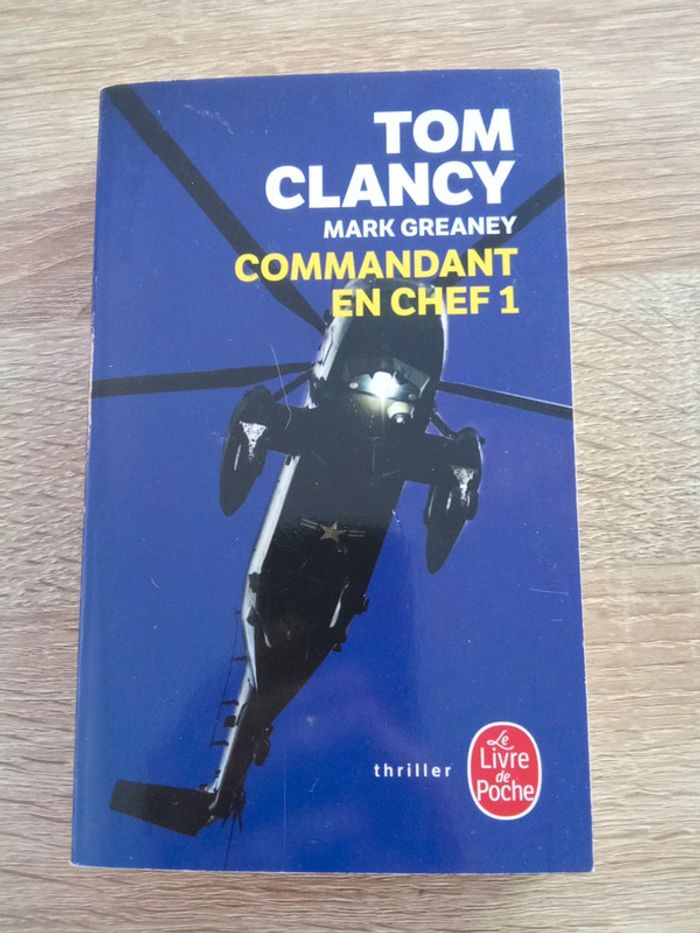 TOM
CLANCY
MARK GREANEY
COMMANDANT
EN CHEF 1
thriller
Le
Livre
de
Poche